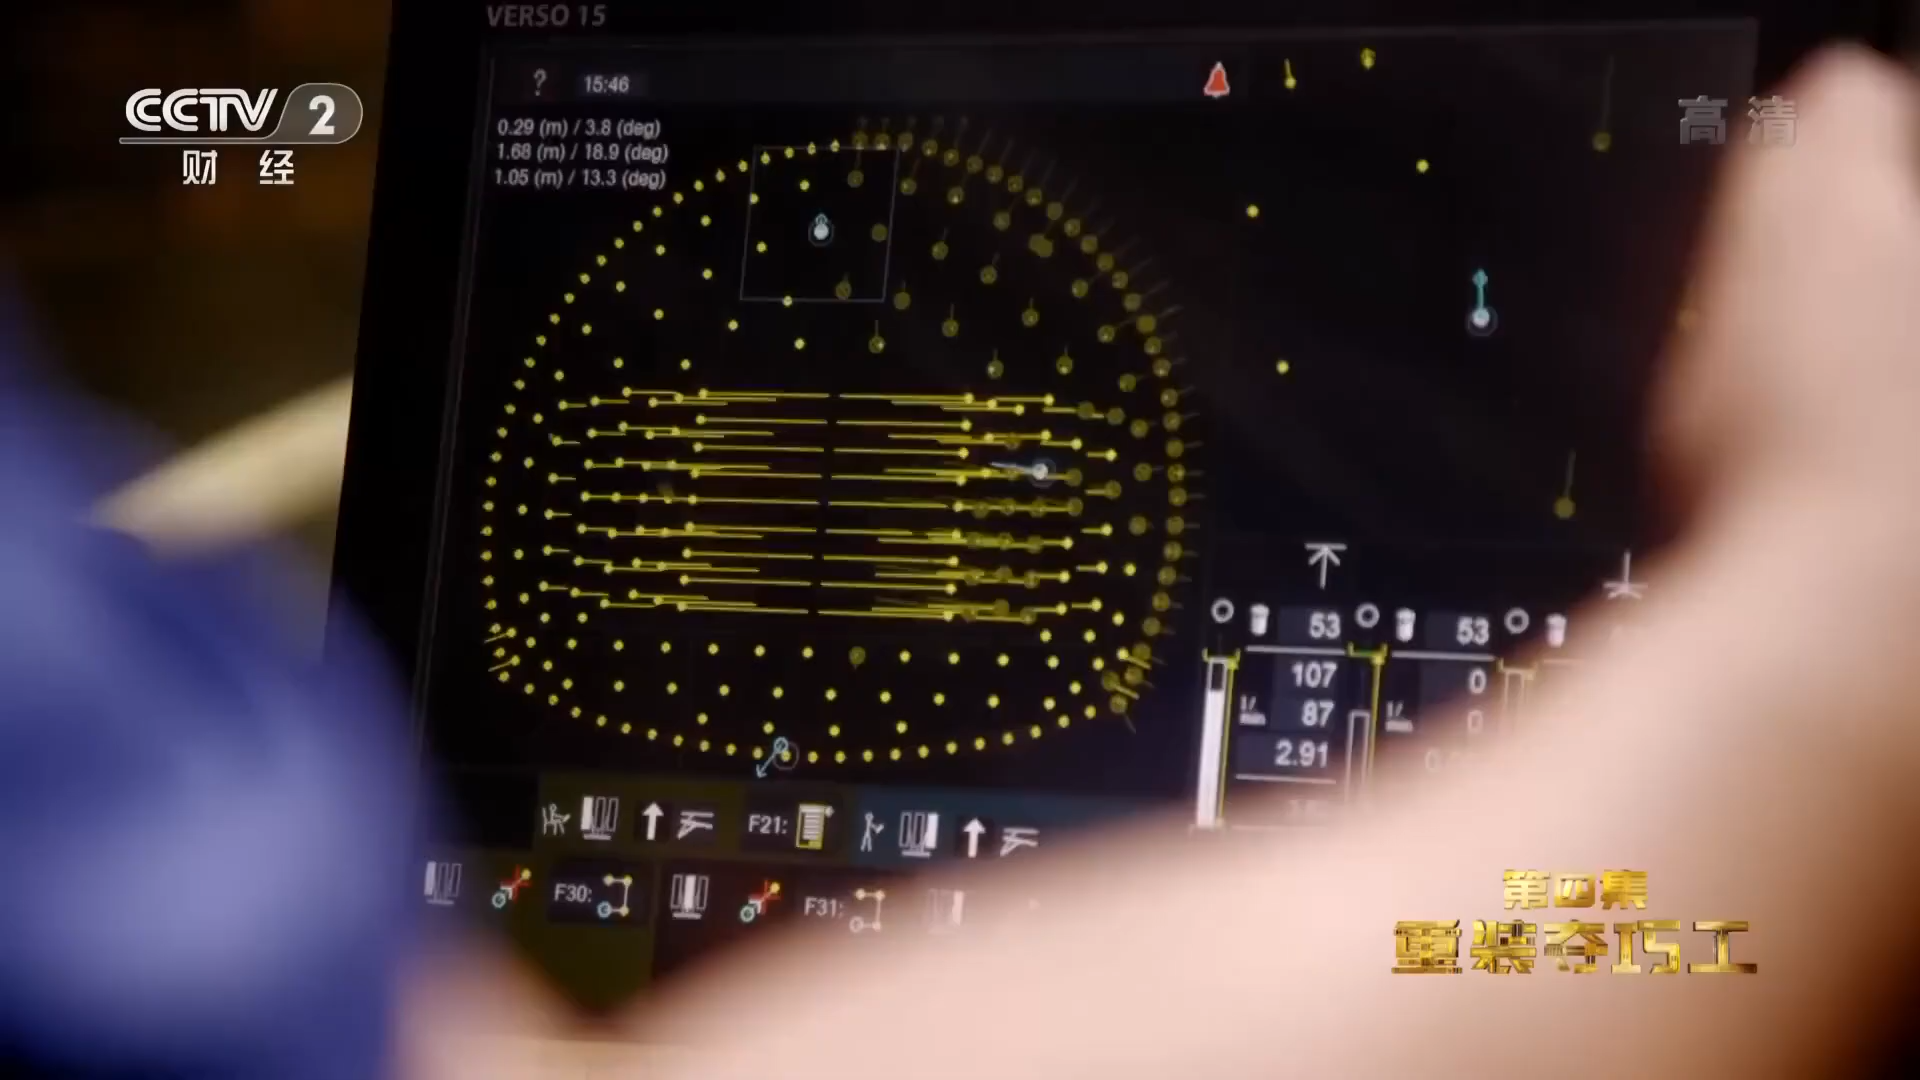 VERSO 15
CCTV 2
财 经
高 清
? 15:46
0.29 (m) / 3.8 (deg)
1.68 (m) / 18.9 (deg)
1.05 (m) / 13.3 (deg)
53 53
107 0
87 0
2.91
F21:
F30: F31:
第四集
重装夺巧工